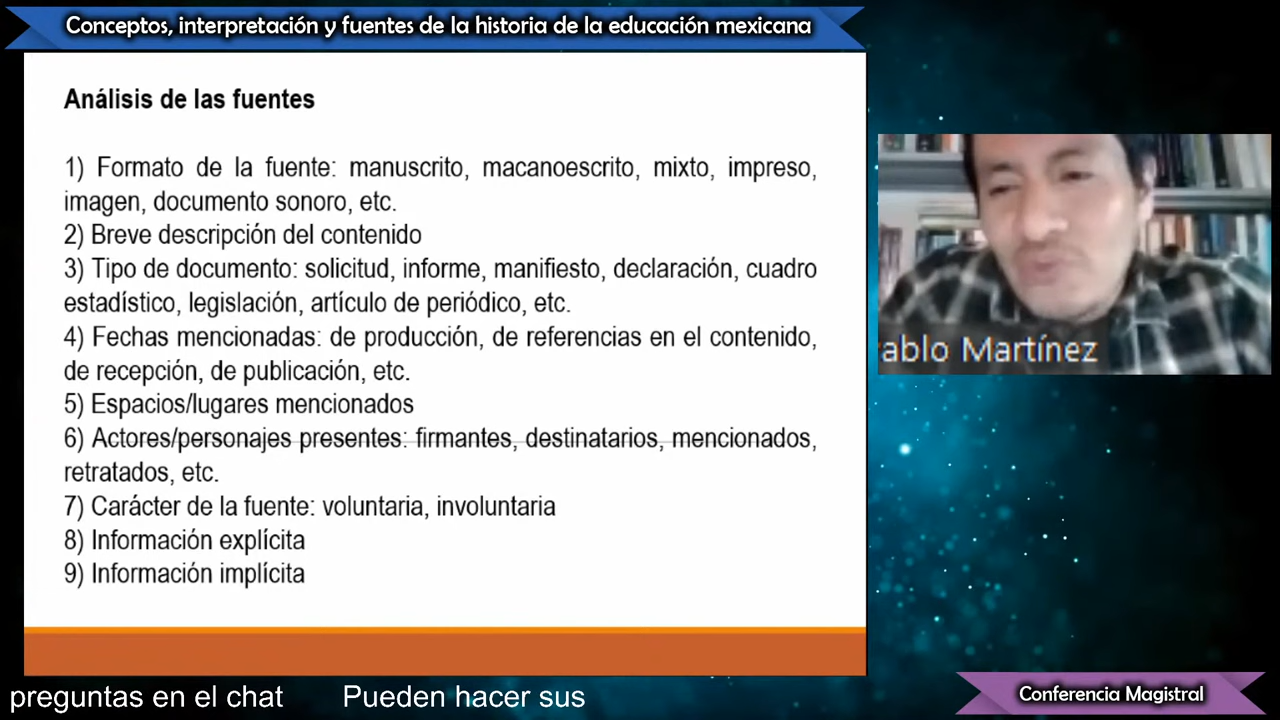 Conceptos, interpretación y fuentes de la historia de la educación mexicana
Análisis de las fuentes
1) Formato de la fuente: manuscrito, macanoescrito, mixto, impreso,
imagen, documento sonoro, etc.
2) Breve descripción del contenido
3) Tipo de documento: solicitud, informe, manifiesto, declaración, cuadro
estadístico, legislación, artículo de periódico, etc.
4) Fechas mencionadas: de producción, de referencias en el contenido,
de recepción, de publicación, etc.
5) Espacios/lugares mencionados
6) Actores/personajes presentes: firmantes, destinatarios, mencionados,
retratados, etc.
7) Carácter de la fuente: voluntaria, involuntaria
8) Información explícita
9) Información implícita
ablo Martínez
preguntas en el chat Pueden hacer sus
Conferencia Magistral